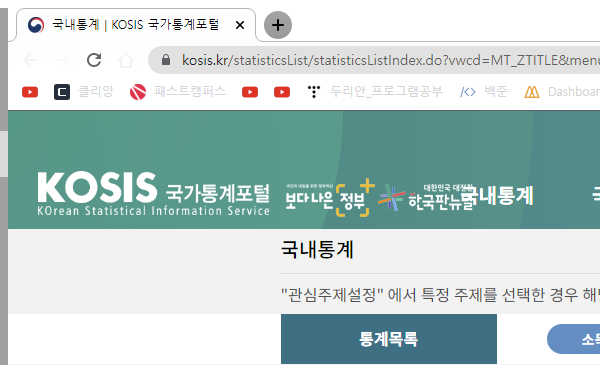 국내통계 | KOSIS 국가통계포털
kosis.kr/statisticsList/statisticsListIndex.do?vwcd=MT_ZTITLE&menu
클리앙 패스트캠퍼스 두리안_프로그램공부 </> 백준 Dashboar
KOSIS 국가통계포털
KOrean Statistical Information Service
보다나은 정부
대한민국 대전환
한국판뉴딜
국내통계
국내통계
"관심주제설정" 에서 특정 주제를 선택한 경우 해당
통계목록